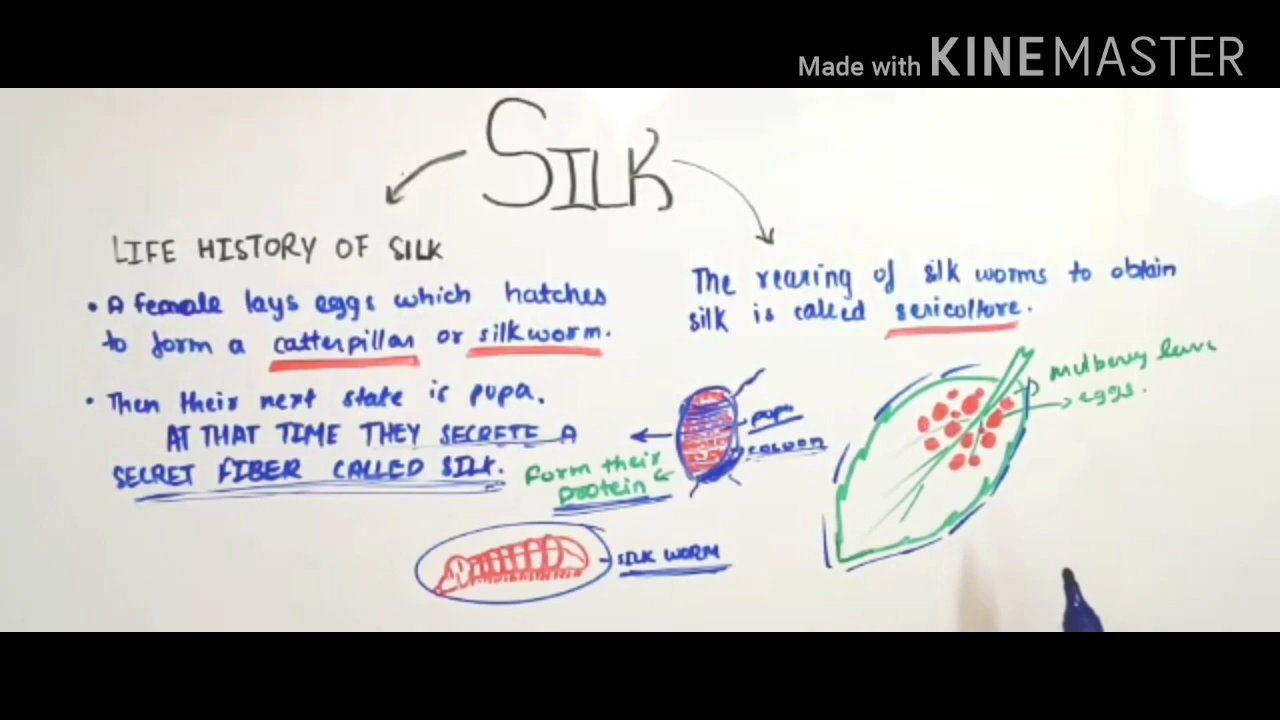 Made with KINEMASTER
SILK
LIFE HISTORY OF SILK
• A female lays eggs which hatches
to form a catterpillar or silkworm.
• Then their next state is pupa.
AT THAT TIME THEY SECRETE A
SECRET FIBER CALLED SILK.
The rearing of silk worms to obtain
silk is called sericulture.
pupa
cocoon
form their
protein
SILK WORM
mulberry leave
eggs.